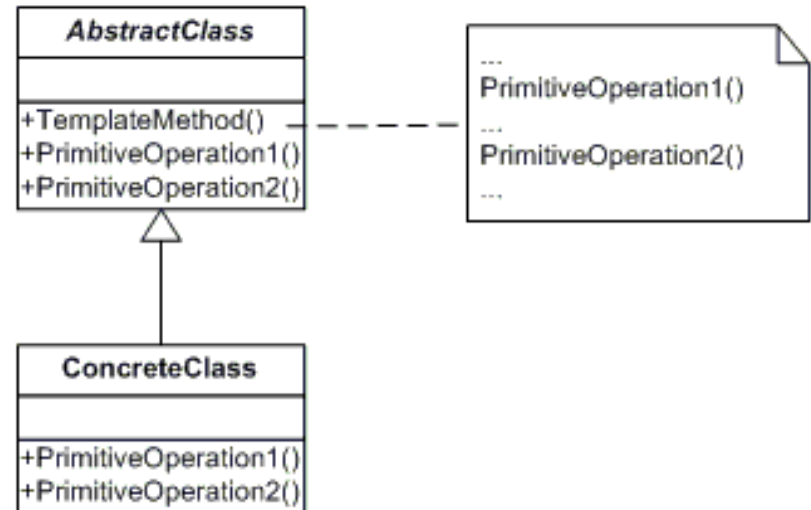 AbstractClass
+TemplateMethod()
+PrimitiveOperation1()
+PrimitiveOperation2()
...
PrimitiveOperation1()
...
PrimitiveOperation2()
...
ConcreteClass
+PrimitiveOperation1()
+PrimitiveOperation2()